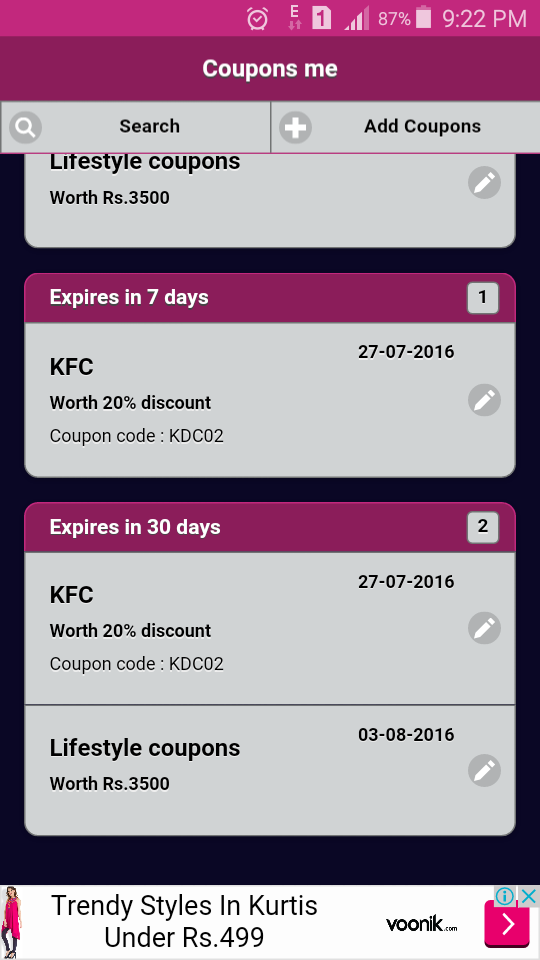 E 1 87% 9:22 PM
Coupons me
Search Add Coupons
Lifestyle coupons
Worth Rs.3500
Expires in 7 days 1
27-07-2016
KFC
Worth 20% discount
Coupon code : KDC02
Expires in 30 days 2
27-07-2016
KFC
Worth 20% discount
Coupon code : KDC02
03-08-2016
Lifestyle coupons
Worth Rs.3500
Trendy Styles In Kurtis
Under Rs.499
voonik.com